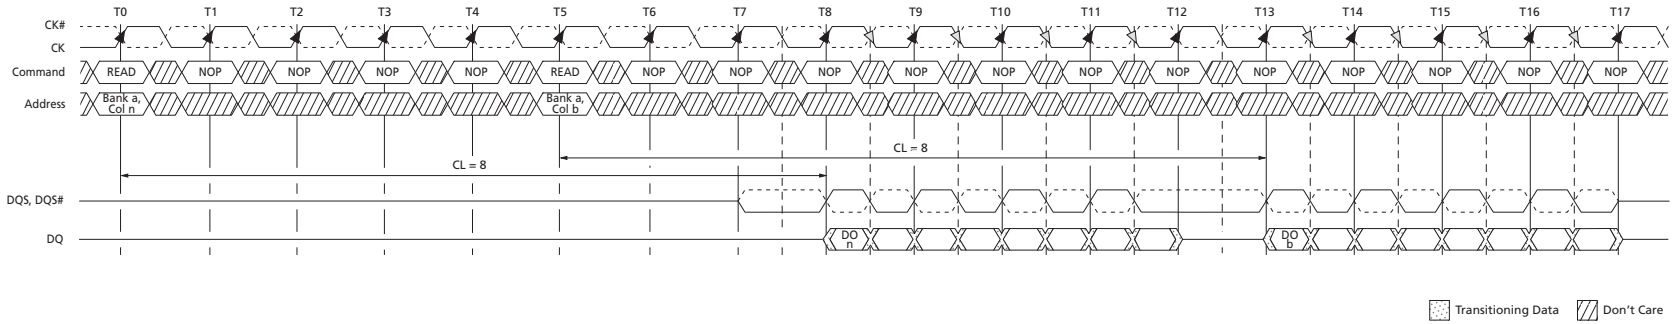 T0 T1 T2 T3 T4 T5 T6 T7 T8 T9 T10 T11 T12 T13 T14 T15 T16 T17
CK#
CK
Command READ NOP NOP NOP NOP READ NOP NOP NOP NOP NOP NOP NOP NOP NOP NOP NOP NOP
Address Bank a, Col n Bank a, Col b
CL = 8
CL = 8
DQS, DQS#
DQ DO n DO b
Transitioning Data Don't Care